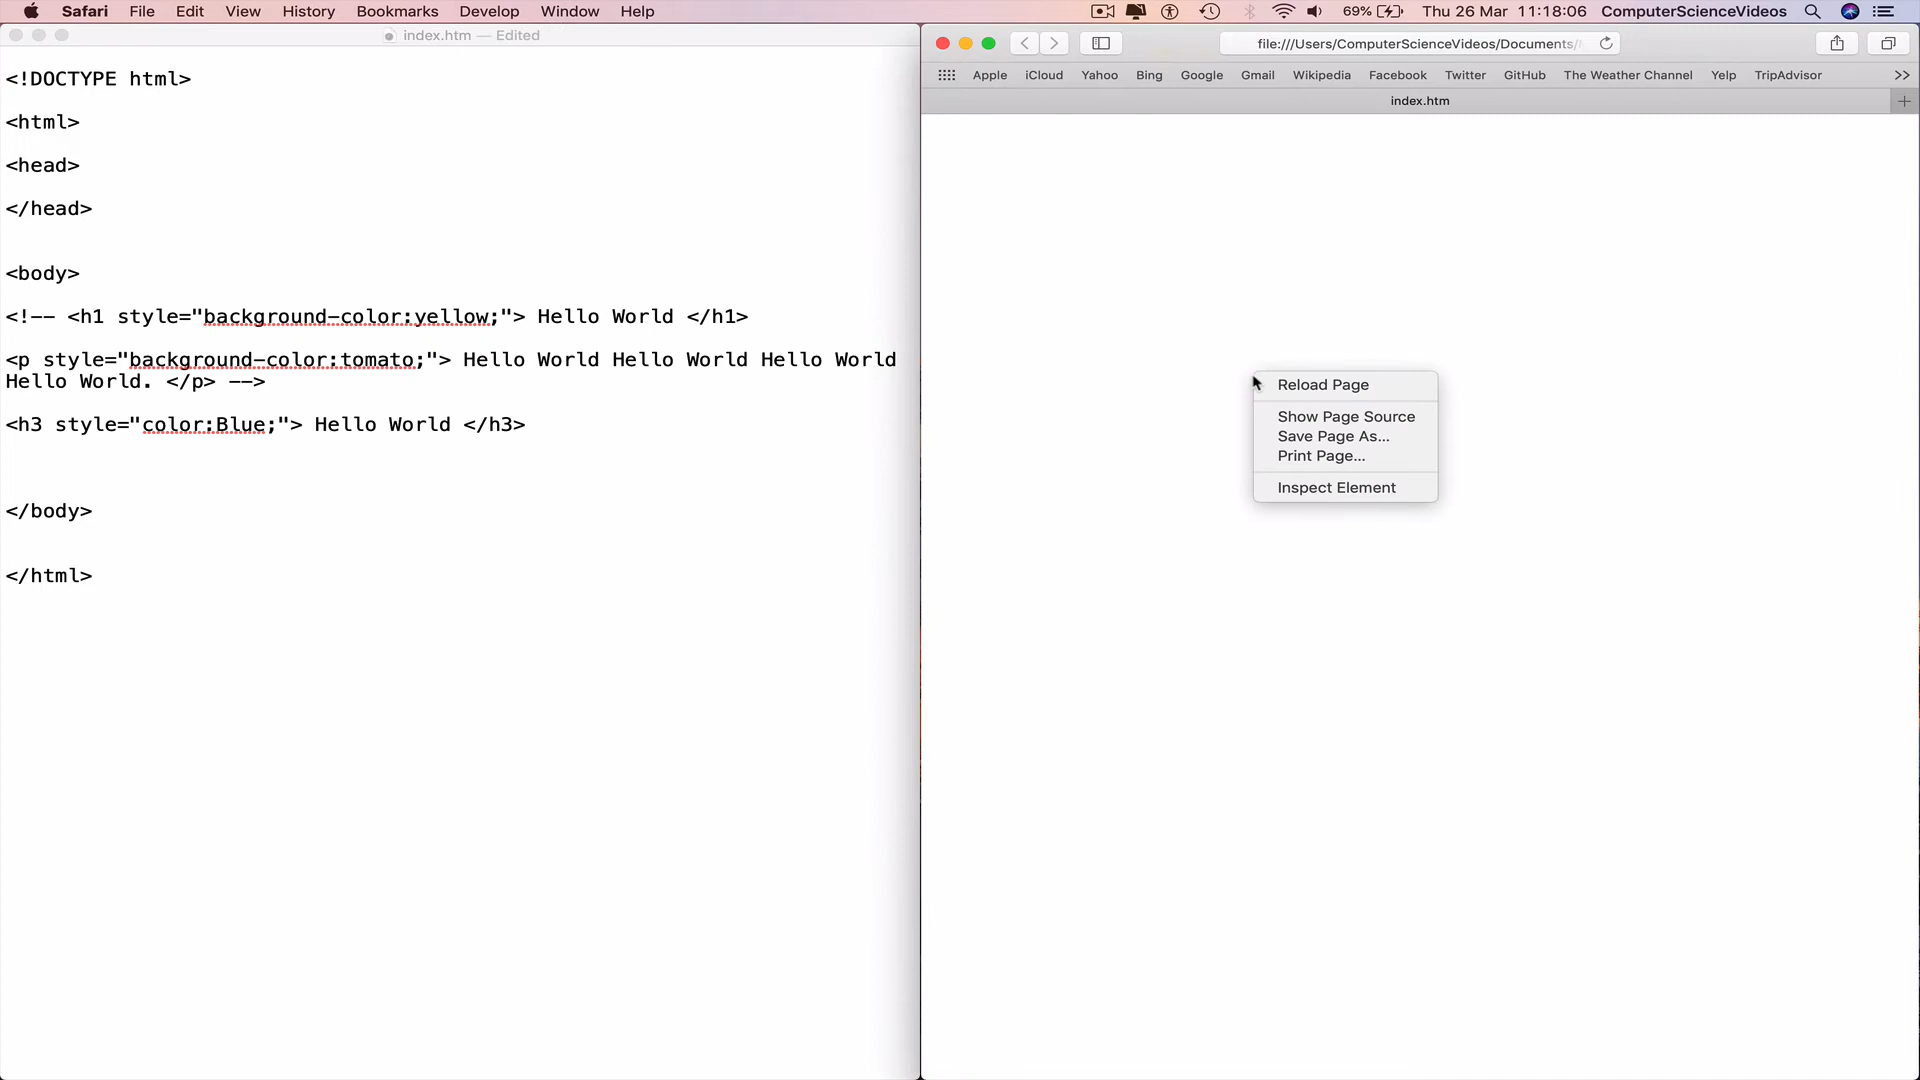 Safari File Edit View History Bookmarks Develop Window Help 69% Thu 26 Mar 11:18:06 ComputerScienceVideos
index.htm — Edited
<!DOCTYPE html>
<html>
<head>
</head>
<body>
<!-- <h1 style="background-color:yellow;"> Hello World </h1>
<p style="background-color:tomato;"> Hello World Hello World Hello World
Hello World. </p> -->
<h3 style="color:Blue;"> Hello World </h3>
</body>
</html>
file:///Users/ComputerScienceVideos/Documents/
Apple iCloud Yahoo Bing Google Gmail Wikipedia Facebook Twitter GitHub The Weather Channel Yelp TripAdvisor >>
index.htm
Reload Page
Show Page Source
Save Page As...
Print Page...
Inspect Element